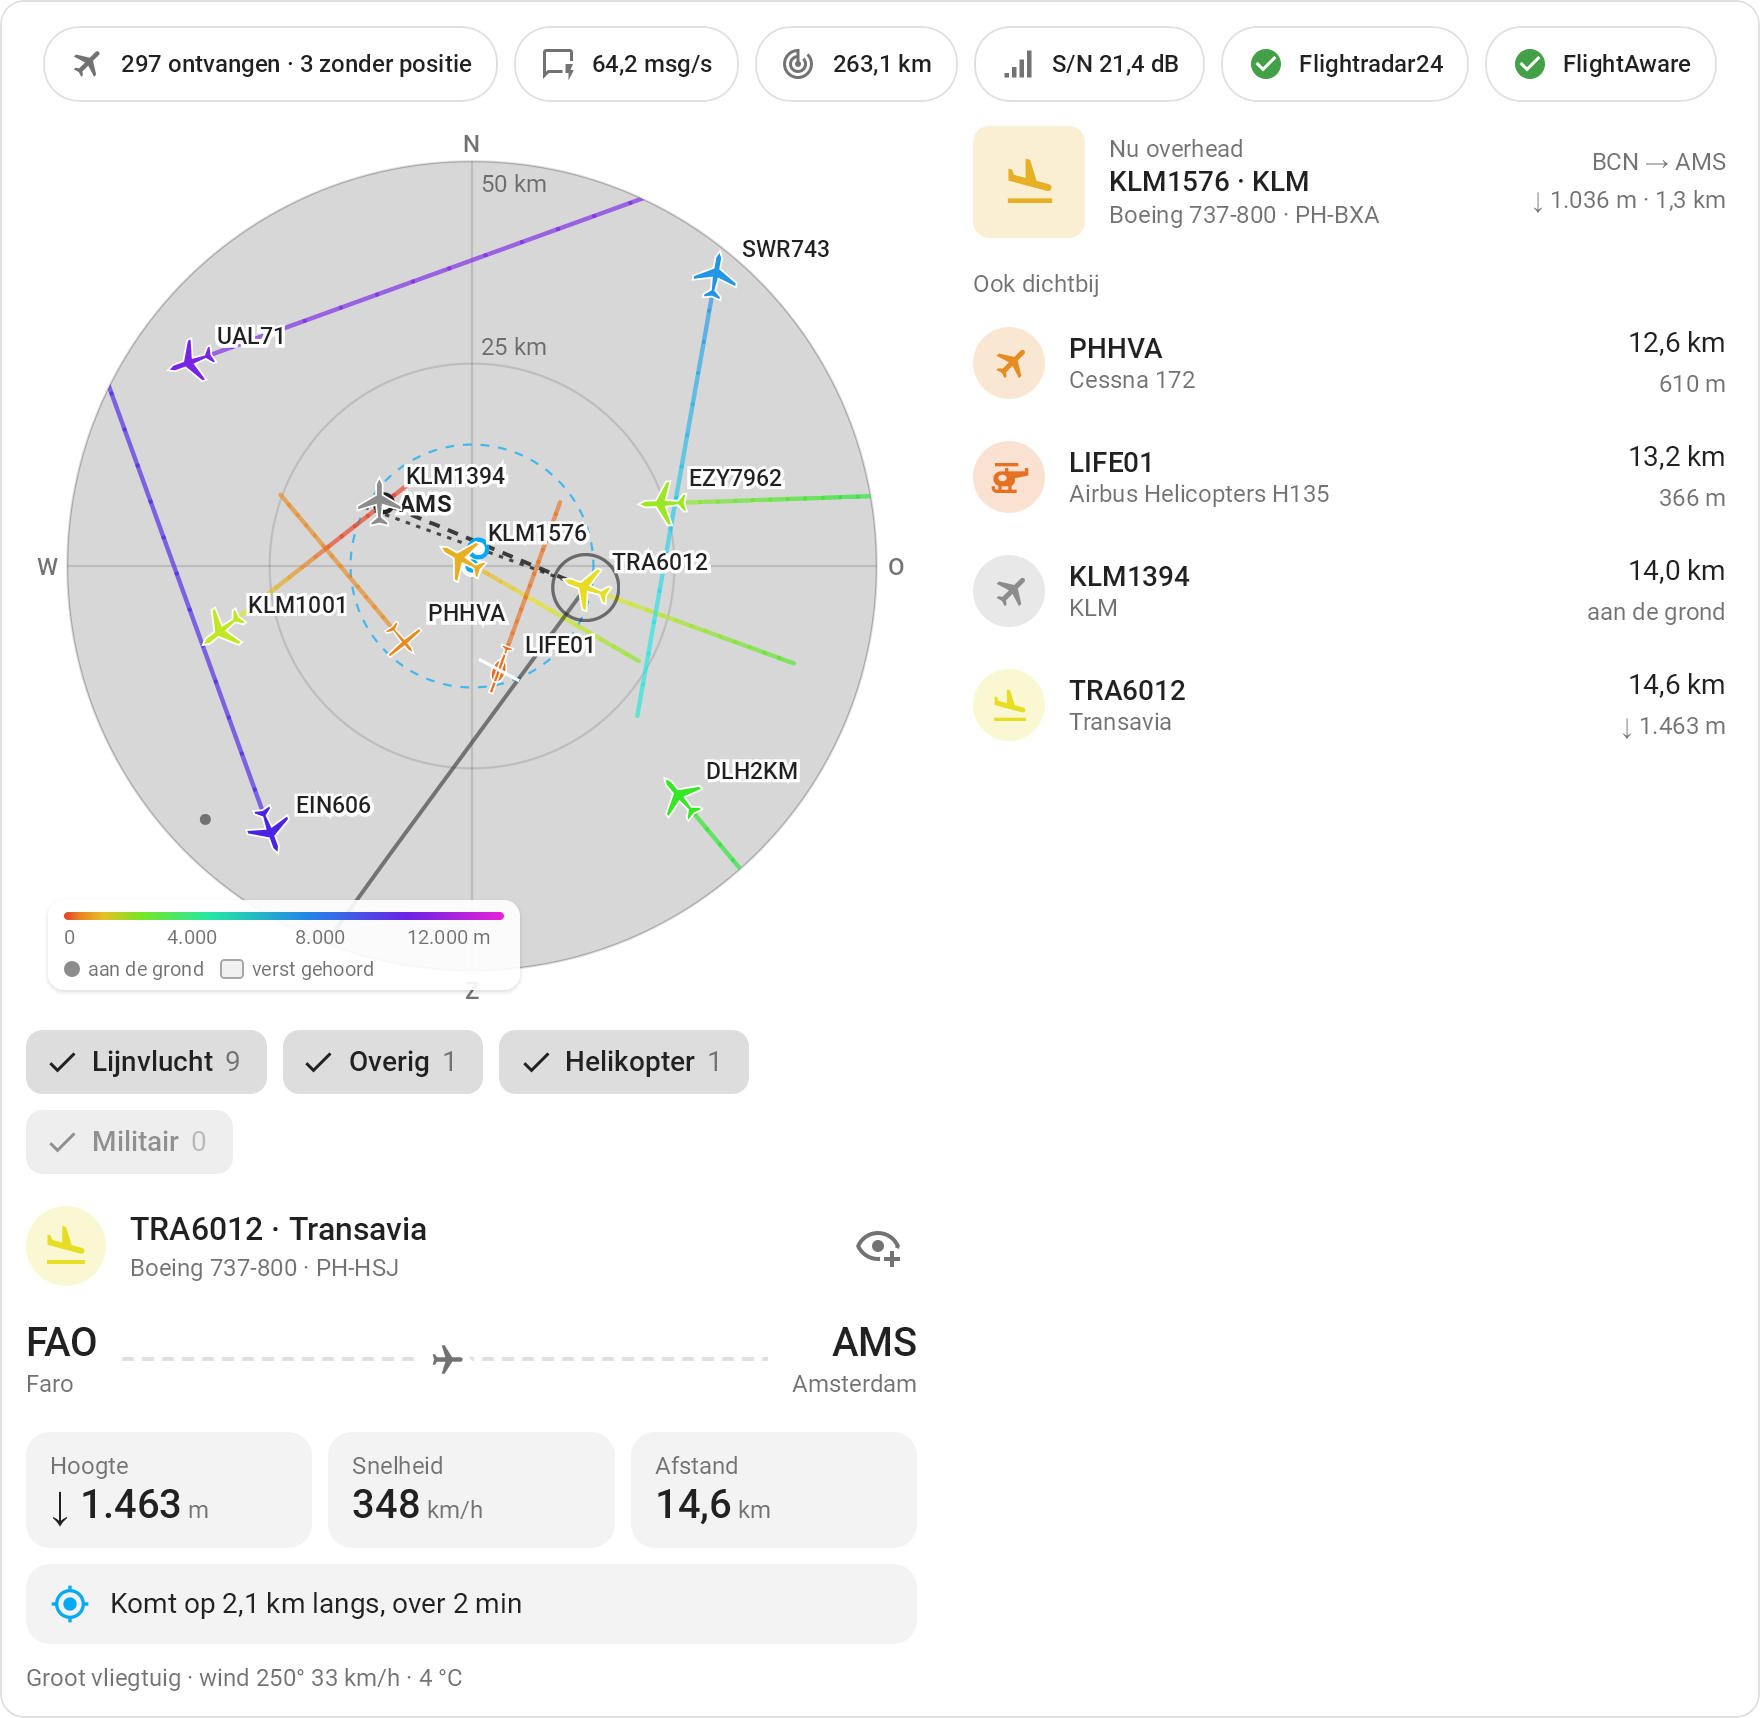 297 ontvangen · 3 zonder positie
64,2 msg/s
263,1 km
S/N 21,4 dB
Flightradar24
FlightAware
N
50 km
25 km
W
O
Z
SWR743
UAL71
KLM1394
AMS
EZY7962
KLM1576
TRA6012
KLM1001
PHHVA
LIFE01
DLH2KM
EIN606
0 4.000 8.000 12.000 m
aan de grond verst gehoord
Nu overhead
KLM1576 · KLM
Boeing 737-800 · PH-BXA
BCN → AMS
↓ 1.036 m · 1,3 km
Ook dichtbij
PHHVA
Cessna 172
12,6 km
610 m
LIFE01
Airbus Helicopters H135
13,2 km
366 m
KLM1394
KLM
14,0 km
aan de grond
TRA6012
Transavia
14,6 km
↓ 1.463 m
Lijnvlucht 9
Overig 1
Helikopter 1
Militair 0
TRA6012 · Transavia
Boeing 737-800 · PH-HSJ
FAO
Faro
AMS
Amsterdam
Hoogte
↓ 1.463 m
Snelheid
348 km/h
Afstand
14,6 km
Komt op 2,1 km langs, over 2 min
Groot vliegtuig · wind 250° 33 km/h · 4 °C